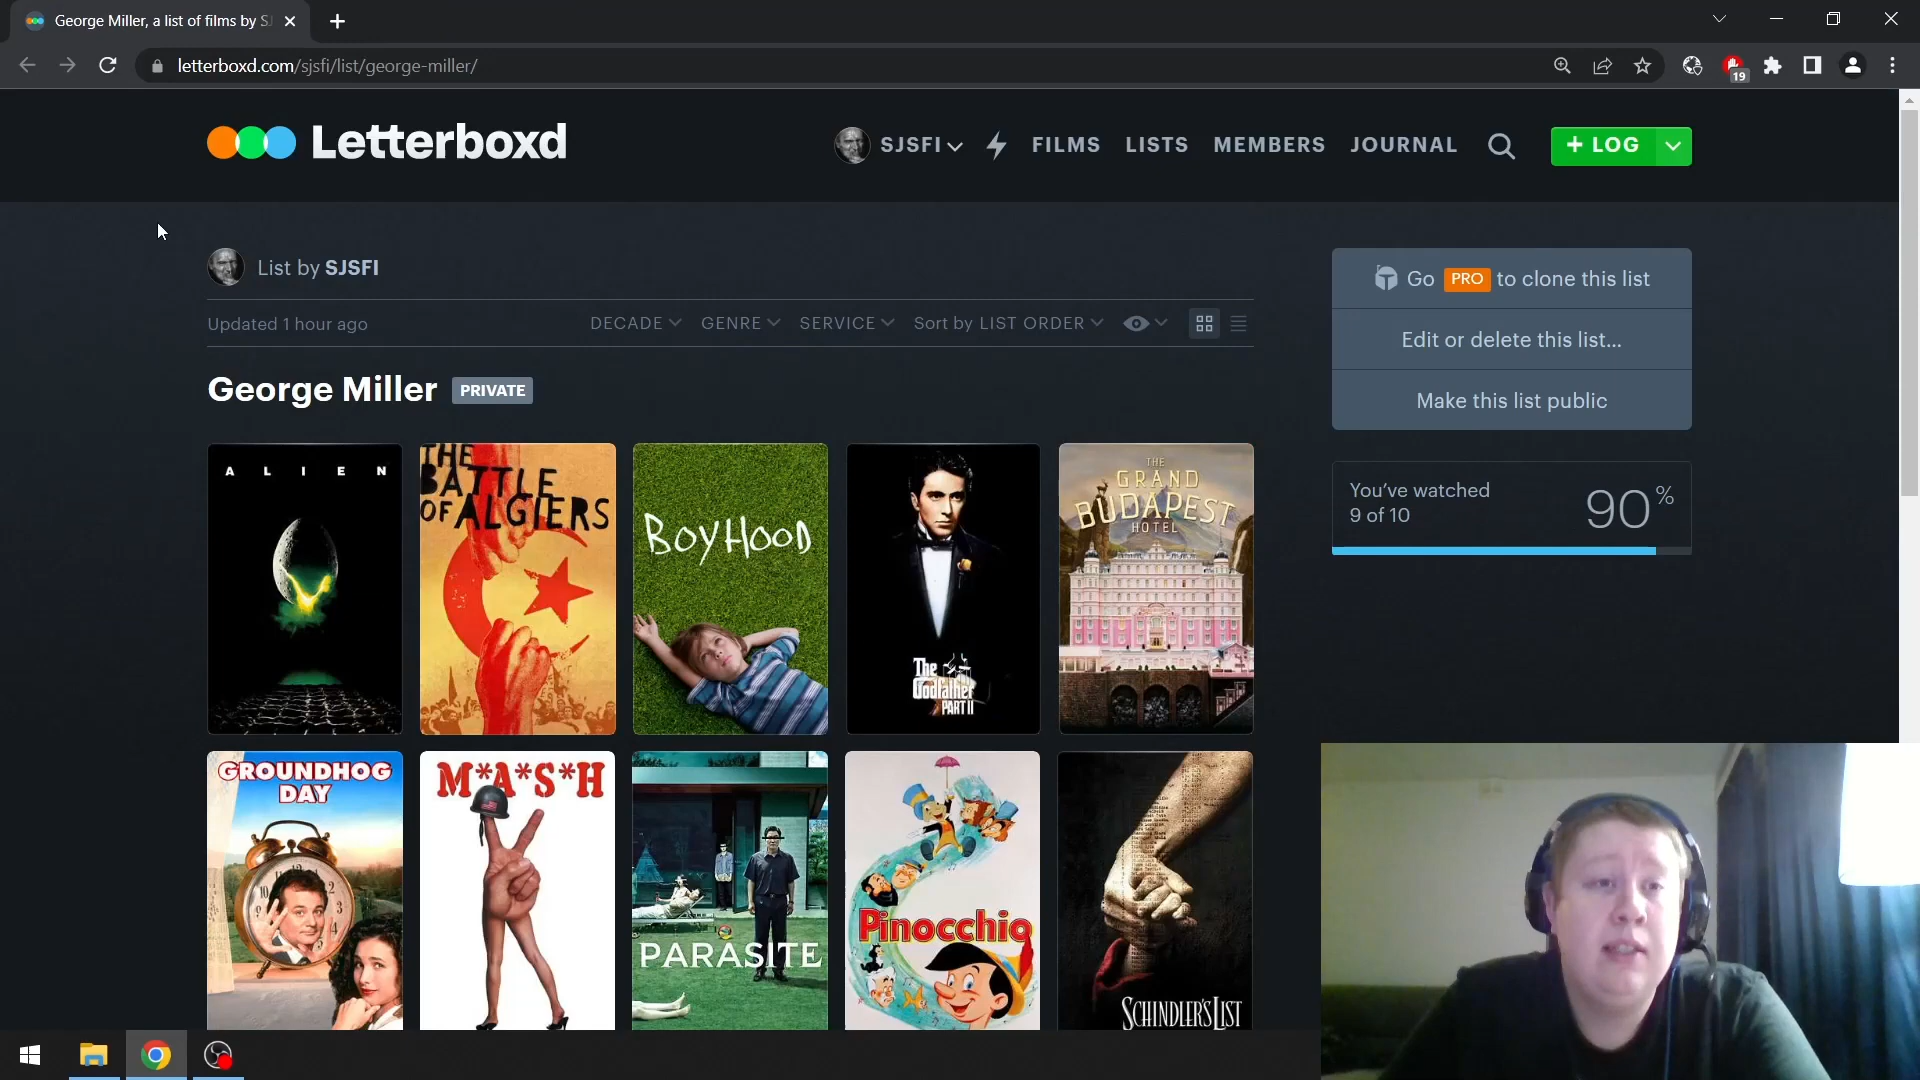 George Miller, a list of films by SJ
letterboxd.com/sjsfi/list/george-miller/
19
Letterboxd
SJSFI
FILMS
LISTS
MEMBERS
JOURNAL
+ LOG
List by SJSFI
Updated 1 hour ago
DECADE
GENRE
SERVICE
Sort by LIST ORDER
George Miller
PRIVATE
Go PRO to clone this list
Edit or delete this list...
Make this list public
You've watched
9 of 10
90%
ALIEN
THE
BATTLE
OF ALGIERS
BOYHOOD
The
Godfather
PART II
THE
GRAND
BUDAPEST
HOTEL
GROUNDHOG
DAY
M*A*S*H
PARASITE
Pinocchio
SCHINDLER'S LIST